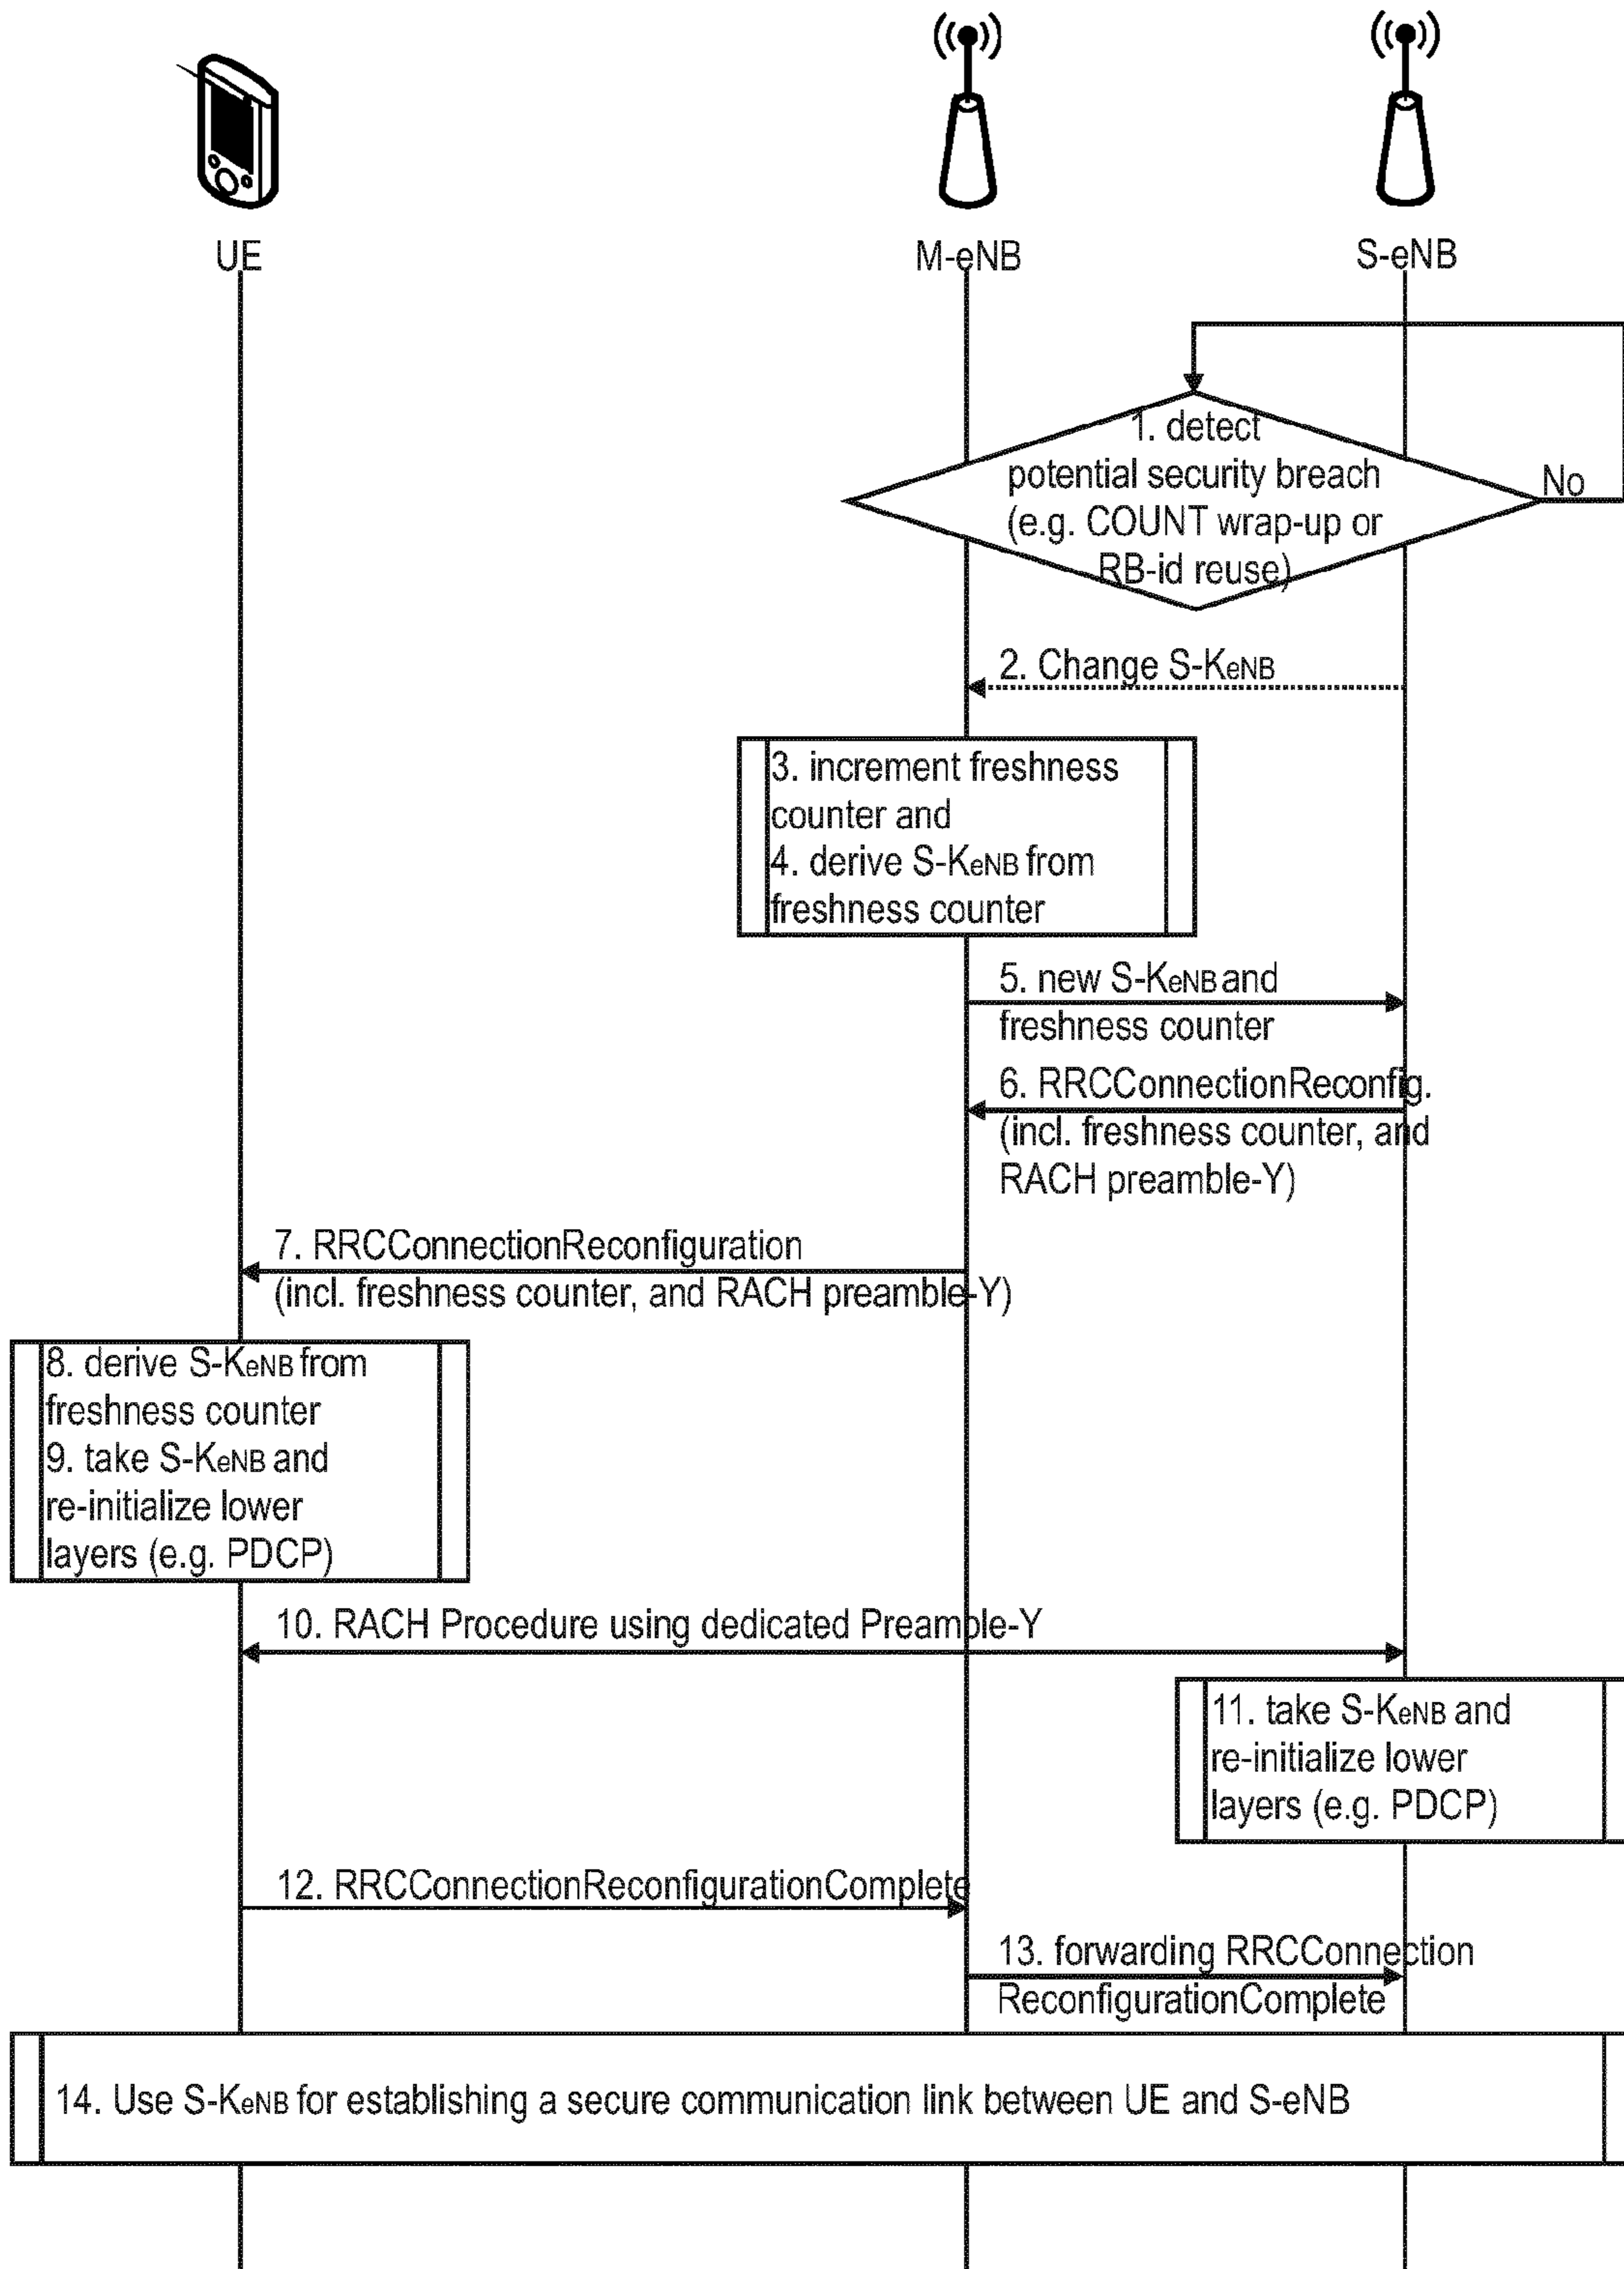 UE
M-eNB
S-eNB
1. detect
potential security breach
(e.g. COUNT wrap-up or
RB-id reuse)
No
2. Change S-KeNB
3. increment freshness
counter and
4. derive S-KeNB from
freshness counter
5. new S-KeNB and
freshness counter
6. RRCConnectionReconfig.
(incl. freshness counter, and
RACH preamble-Y)
7. RRCConnectionReconfiguration
(incl. freshness counter, and RACH preamble-Y)
8. derive S-KeNB from
freshness counter
9. take S-KeNB and
re-initialize lower
layers (e.g. PDCP)
10. RACH Procedure using dedicated Preamble-Y
11. take S-KeNB and
re-initialize lower
layers (e.g. PDCP)
12. RRCConnectionReconfigurationComplete
13. forwarding RRCConnection
ReconfigurationComplete
14. Use S-KeNB for establishing a secure communication link between UE and S-eNB